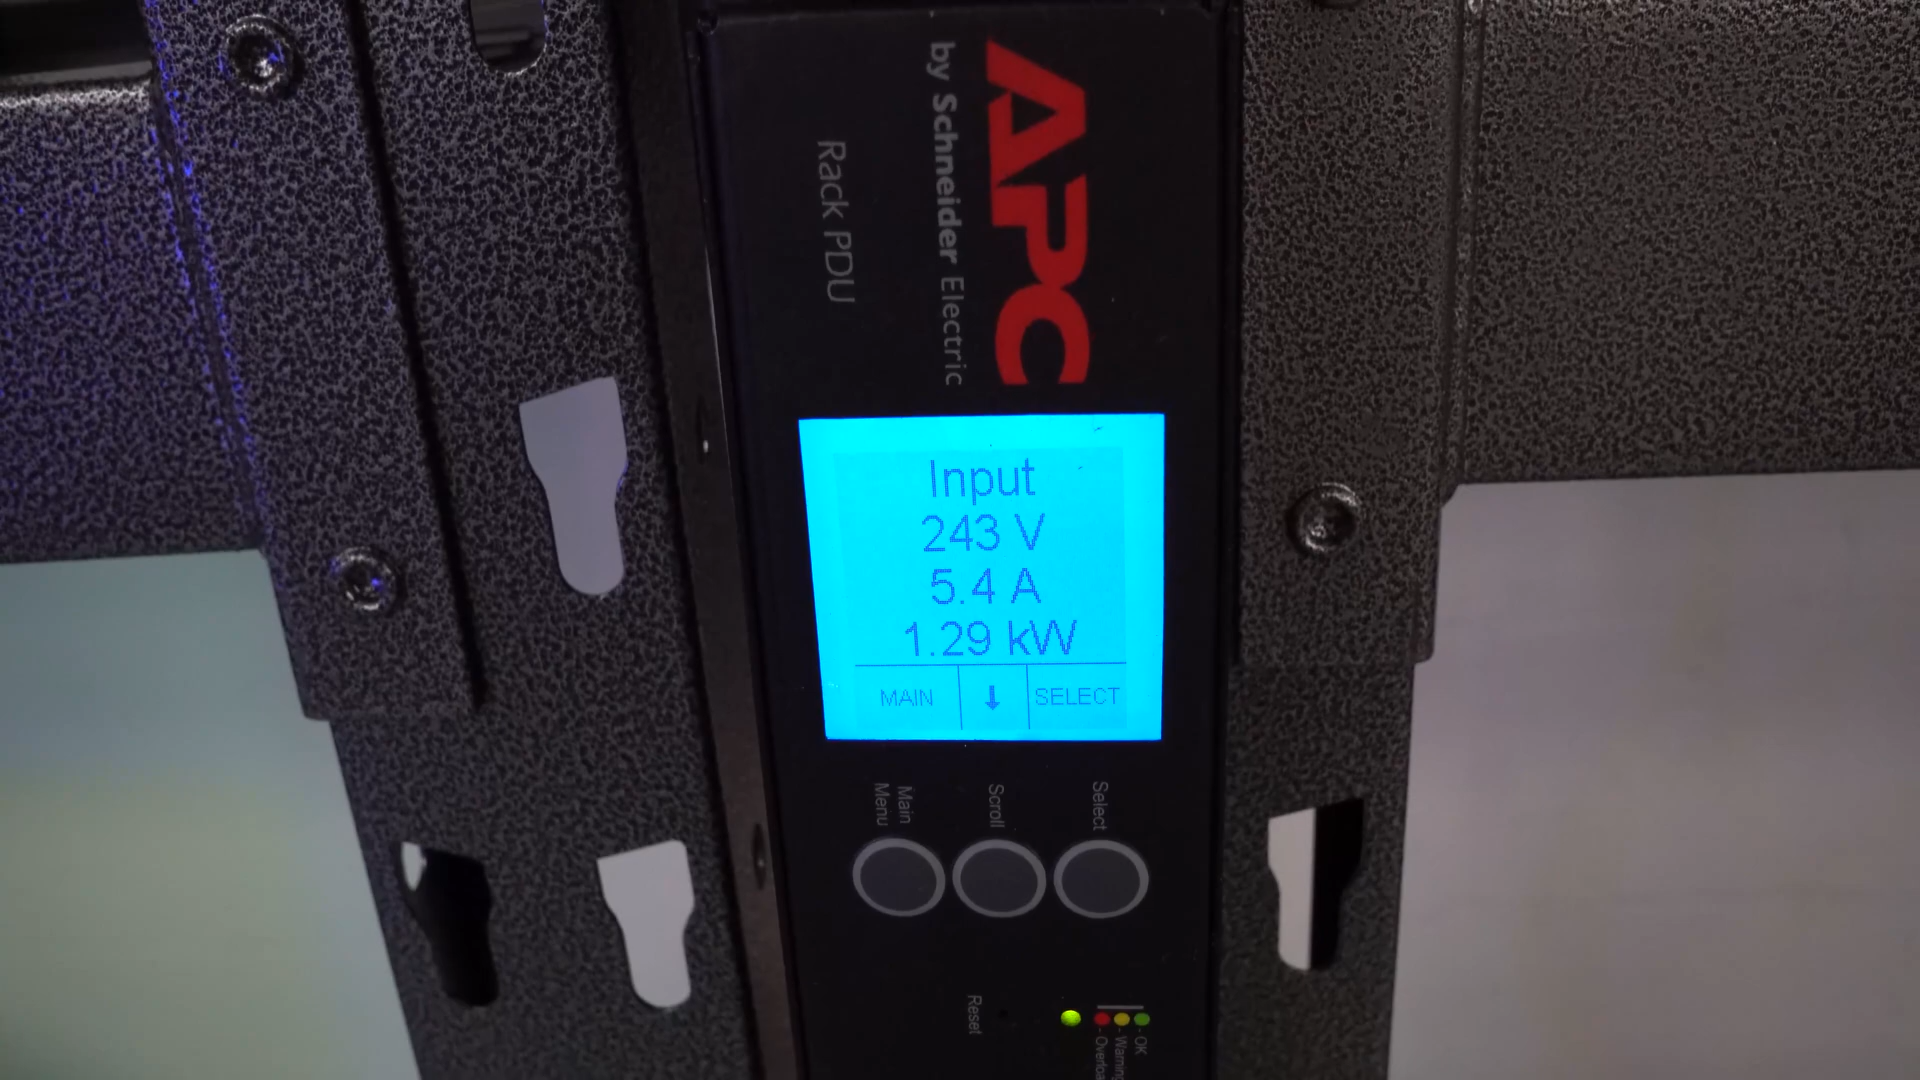 APC
by Schneider Electric
Rack PDU
Input
243 V
5.4 A
1.29 kW
MAIN
SELECT
Main
Menu
Scroll
Select
Reset
- OK
- Warning